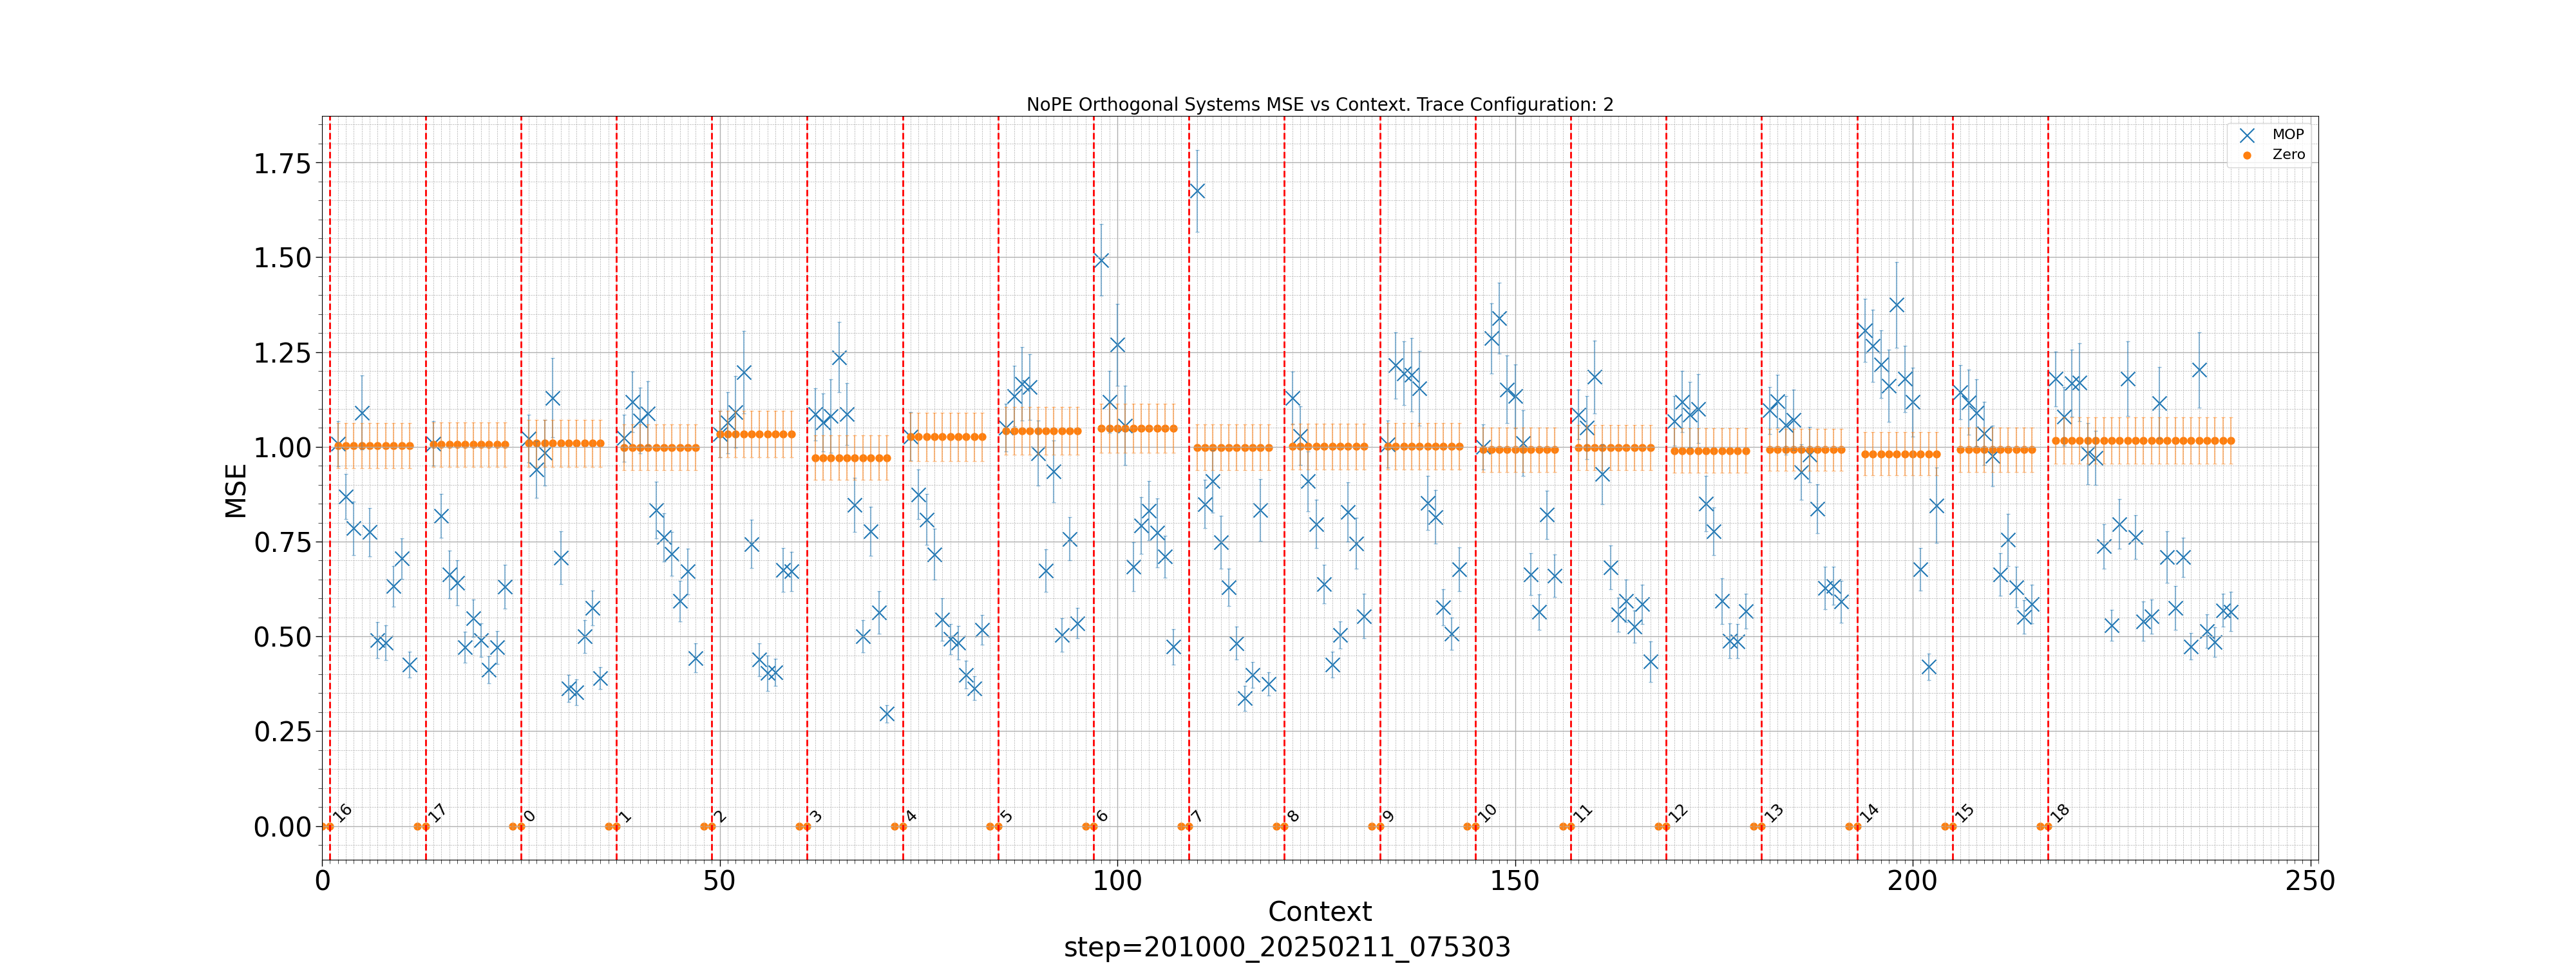 NoPE Orthogonal Systems MSE vs Context. Trace Configuration: 2
MOP
Zero
1.75
1.50
1.25
1.00
0.75
0.50
0.25
0.00
MSE
16 17 0 1 2 3 4 5 6 7 8 9 10 11 12 13 14 15 18
0 50 100 150 200 250
Context
step=201000_20250211_075303